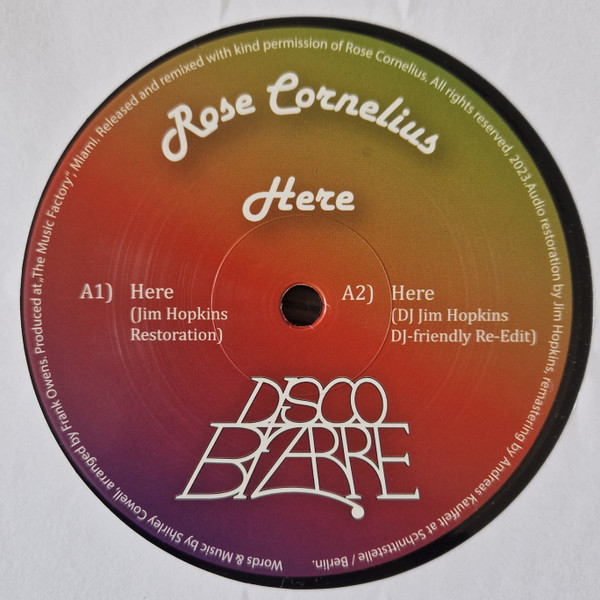 Words & Music by Shirley Cowell, arranged by Frank Owens. Produced at „The Music Factory“, Miami. Released and remixed with kind permission of Rose Cornelius. All rights reserved, 2023. Audio restoration by Jim Hopkins, remastering by Andreas Kauffelt at Schnittstelle / Berlin.
Rose Cornelius
Here
A1) Here
(Jim Hopkins
Restoration)
A2) Here
(DJ Jim Hopkins
DJ-friendly Re-Edit)
DISCO
BIZARRE